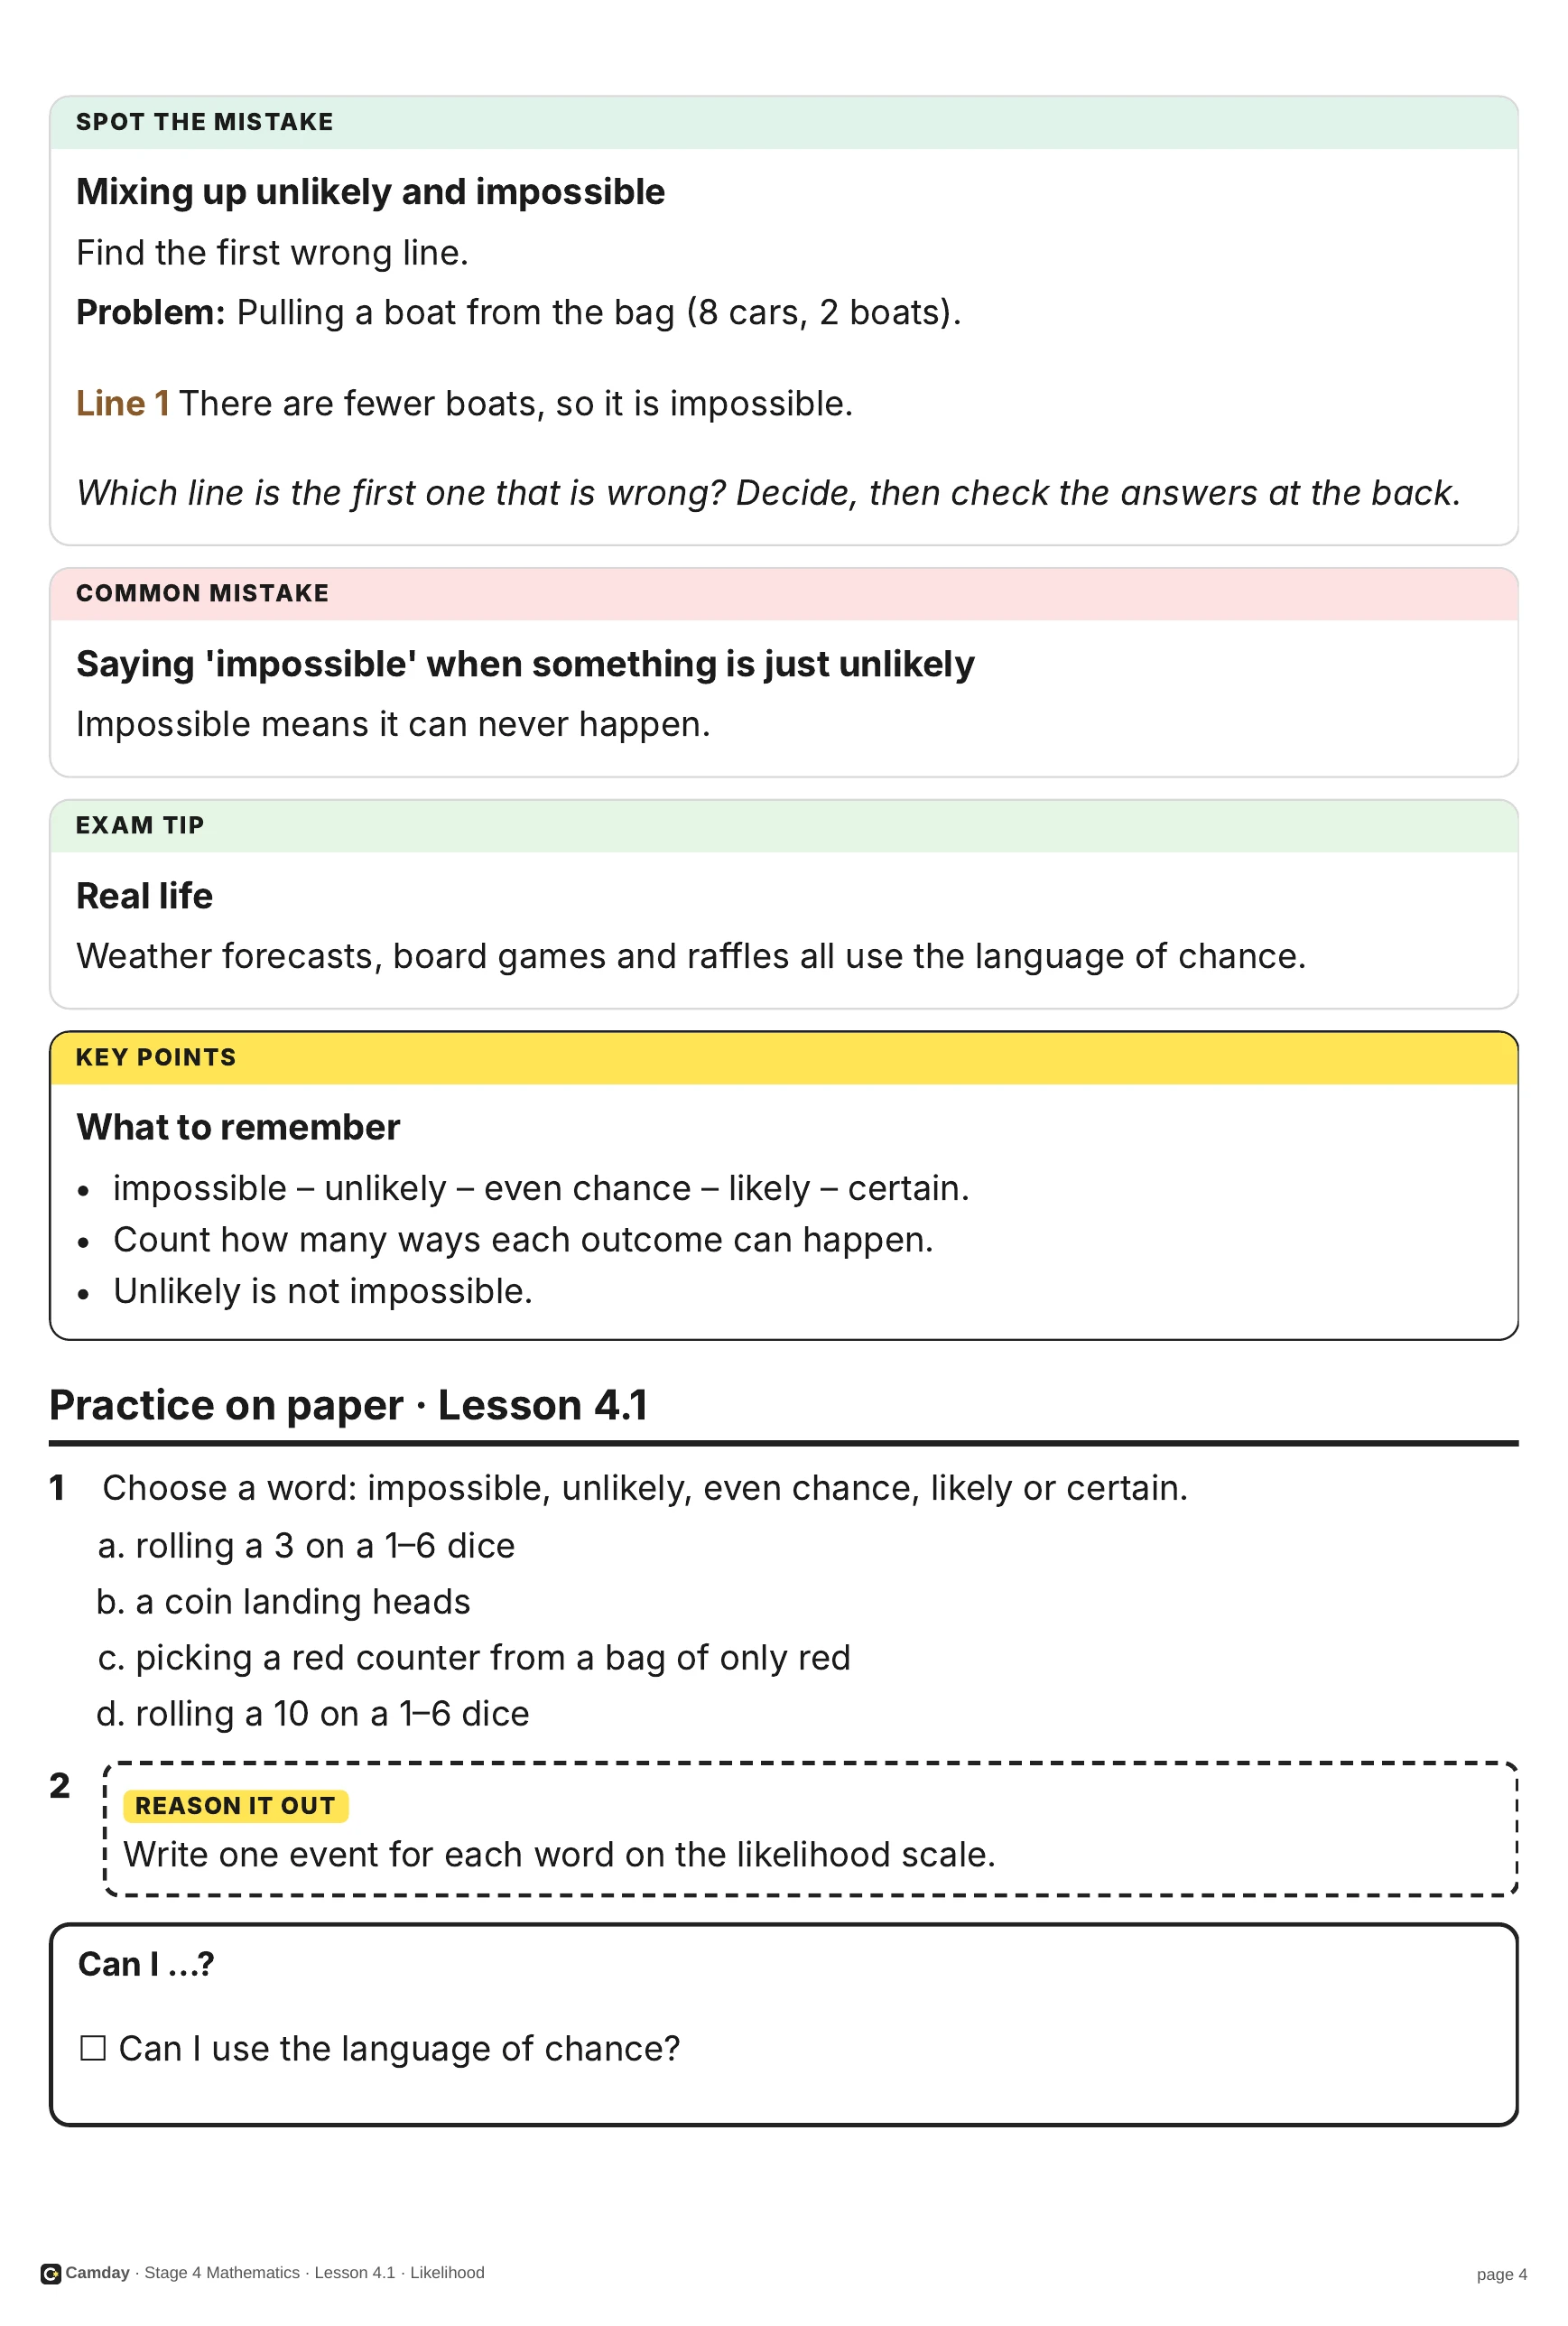 SPOT THE MISTAKE
Mixing up unlikely and impossible
Find the first wrong line.
Problem: Pulling a boat from the bag (8 cars, 2 boats).
Line 1 There are fewer boats, so it is impossible.
Which line is the first one that is wrong? Decide, then check the answers at the back.
COMMON MISTAKE
Saying 'impossible' when something is just unlikely
Impossible means it can never happen.
EXAM TIP
Real life
Weather forecasts, board games and raffles all use the language of chance.
KEY POINTS
What to remember
• impossible – unlikely – even chance – likely – certain.
• Count how many ways each outcome can happen.
• Unlikely is not impossible.
Practice on paper · Lesson 4.1
1 Choose a word: impossible, unlikely, even chance, likely or certain.
a. rolling a 3 on a 1–6 dice
b. a coin landing heads
c. picking a red counter from a bag of only red
d. rolling a 10 on a 1–6 dice
2 REASON IT OUT
Write one event for each word on the likelihood scale.
Can I ...?
☐ Can I use the language of chance?
Camday · Stage 4 Mathematics · Lesson 4.1 · Likelihood page 4